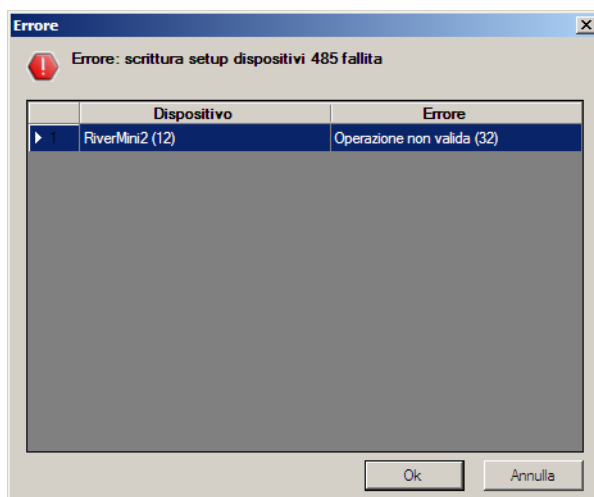 Errore
Errore: scrittura setup dispositivi 485 fallita
Dispositivo Errore
1 RiverMini2 (12) Operazione non valida (32)
Ok Annulla